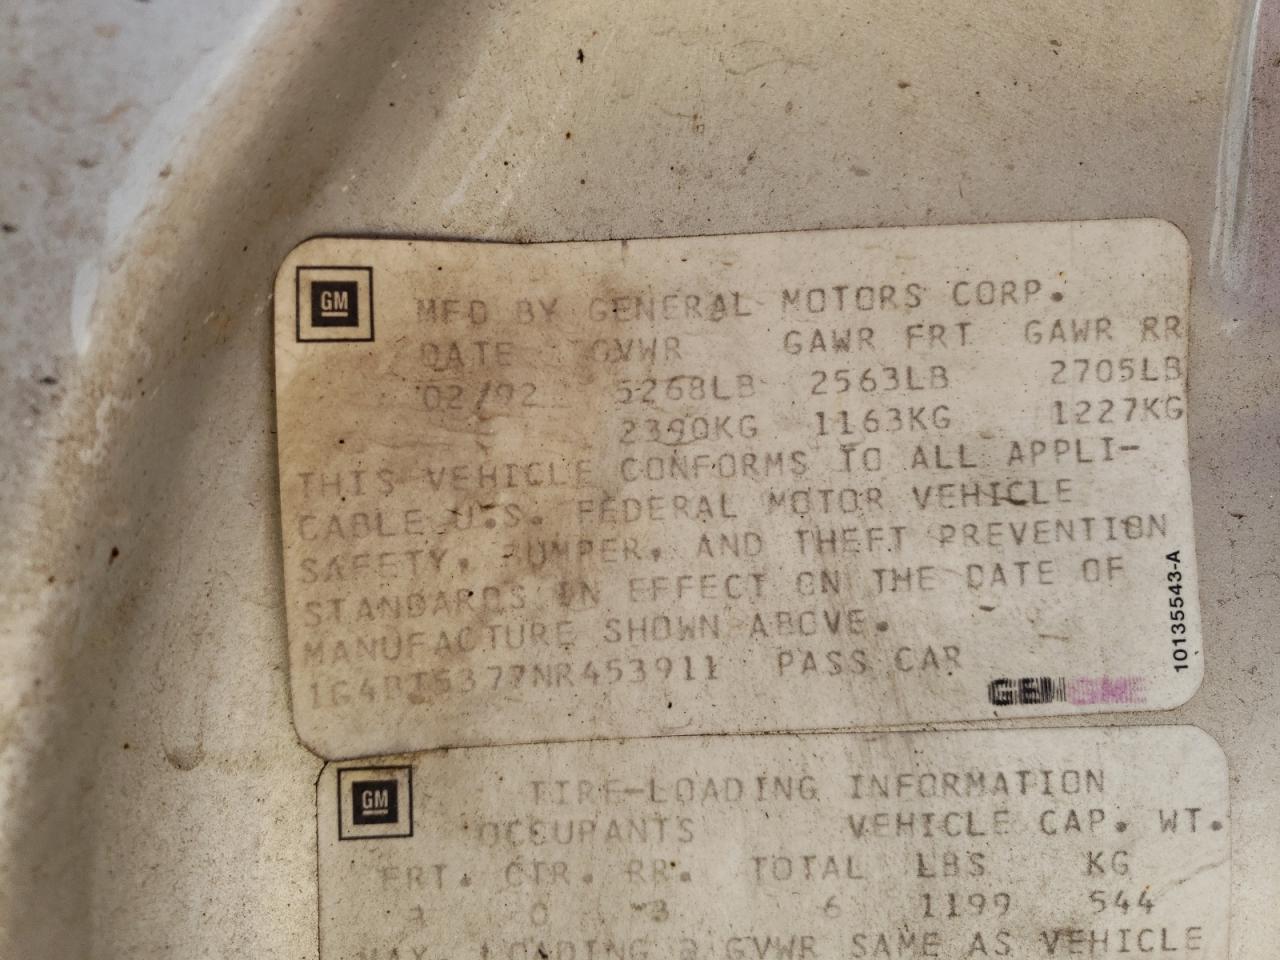 GM
MFD BY GENERAL MOTORS CORP.
DATE GVWR GAWR FRT GAWR RR
02/92 5268LB 2563LB 2705LB
2390KG 1163KG 1227KG
THIS VEHICLE CONFORMS TO ALL APPLI-
CABLE U.S. FEDERAL MOTOR VEHICLE
SAFETY, BUMPER, AND THEFT PREVENTION
STANDARDS IN EFFECT ON THE DATE OF
MANUFACTURE SHOWN ABOVE.
1G4BT5377NR453911 PASS CAR
10135543-A
GM
TIRE-LOADING INFORMATION
OCCUPANTS VEHICLE CAP. WT.
FRT. CTR. RR. TOTAL LBS KG
3 0 3 6 1199 544
MAX. LOADING @ GVWR SAME AS VEHICLE